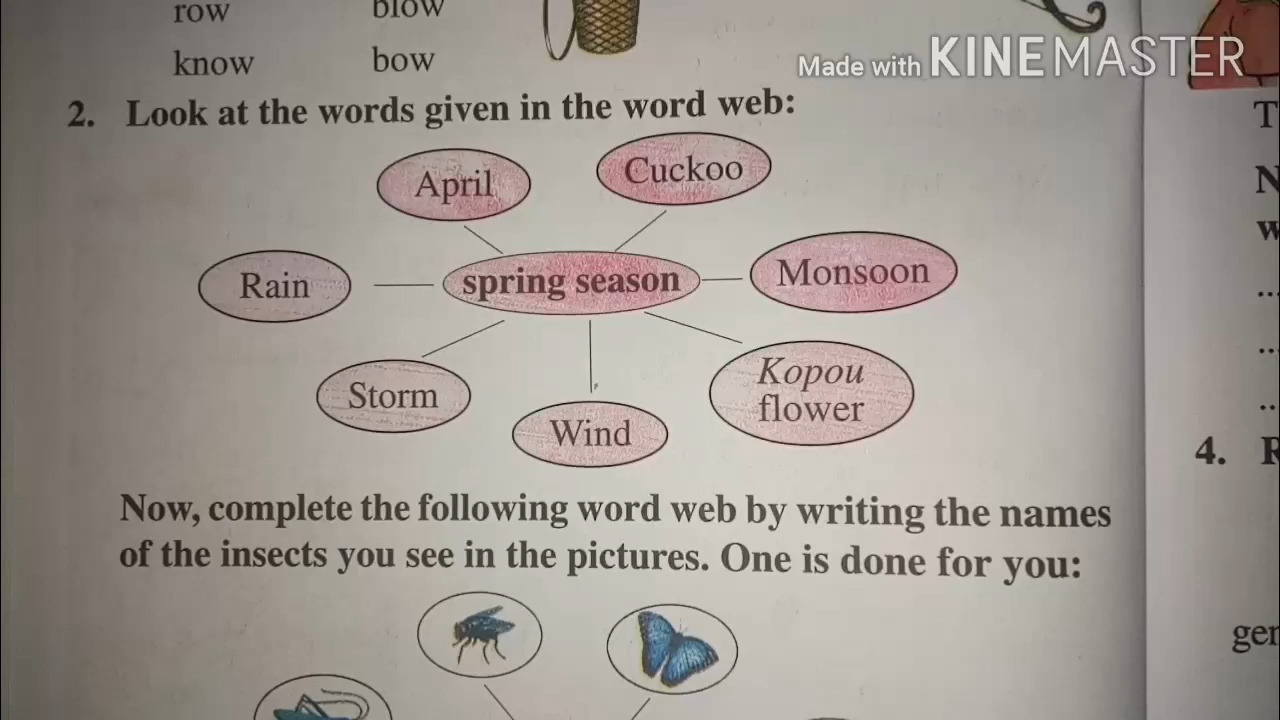 row blow
know bow
Made with KINEMASTER
2. Look at the words given in the word web:
April
Cuckoo
Rain
spring season
Monsoon
Storm
Wind
Kopou
flower
Now, complete the following word web by writing the names
of the insects you see in the pictures. One is done for you:
T
N
w
...
...
..
4. R
ger